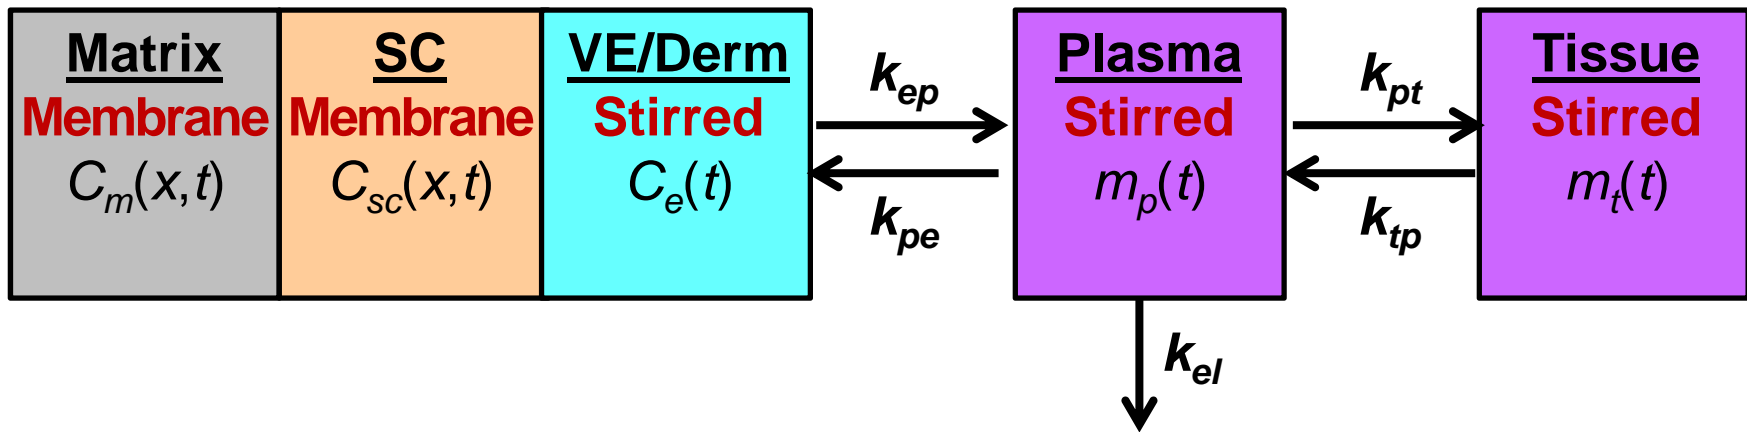 Matrix
Membrane
Cm(x,t)
SC
Membrane
Csc(x,t)
VE/Derm
Stirred
Ce(t)
kep
kpe
Plasma
Stirred
mp(t)
kel
kpt
ktp
Tissue
Stirred
mt(t)